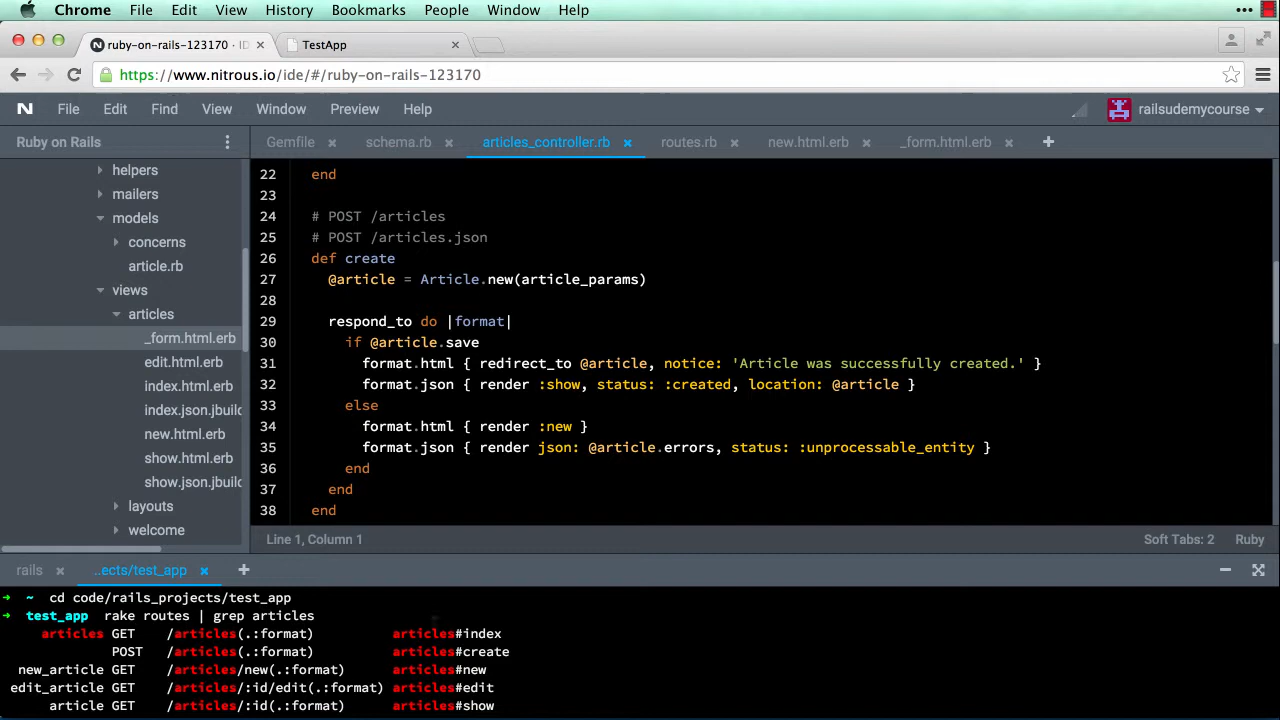 Chrome File Edit View History Bookmarks People Window Help
ruby-on-rails-123170 · ID
TestApp
https://www.nitrous.io/ide/#/ruby-on-rails-123170
N File Edit Find View Window Preview Help railsudemycourse
Ruby on Rails
Gemfile schema.rb articles_controller.rb routes.rb new.html.erb _form.html.erb
helpers
mailers
models
concerns
article.rb
views
articles
_form.html.erb
edit.html.erb
index.html.erb
index.json.jbuild
new.html.erb
show.html.erb
show.json.jbuild
layouts
welcome
22 end
23
24 # POST /articles
25 # POST /articles.json
26 def create
27 @article = Article.new(article_params)
28
29 respond_to do |format|
30 if @article.save
31 format.html { redirect_to @article, notice: 'Article was successfully created.' }
32 format.json { render :show, status: :created, location: @article }
33 else
34 format.html { render :new }
35 format.json { render json: @article.errors, status: :unprocessable_entity }
36 end
37 end
38 end
Line 1, Column 1 Soft Tabs: 2 Ruby
rails ..ects/test_app
➜ ~ cd code/rails_projects/test_app
➜ test_app rake routes | grep articles
articles GET /articles(.:format) articles#index
POST /articles(.:format) articles#create
new_article GET /articles/new(.:format) articles#new
edit_article GET /articles/:id/edit(.:format) articles#edit
article GET /articles/:id(.:format) articles#show